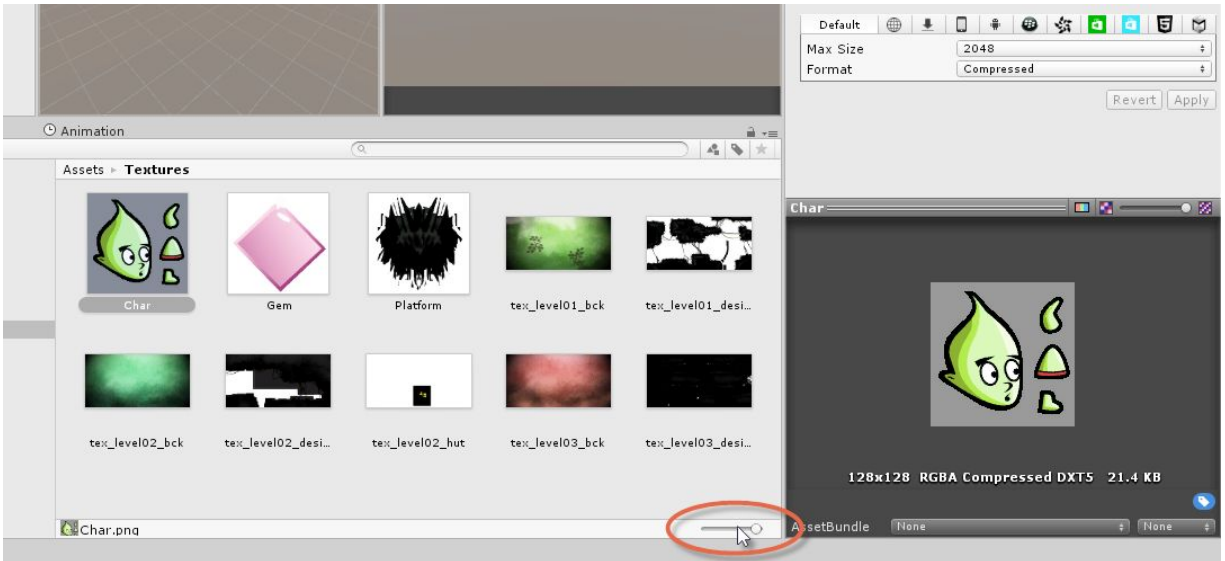 Default
Max Size 2048
Format Compressed
Revert Apply
Animation
Assets Textures
Char Gem Platform tex_level01_bck tex_level01_desi...
tex_level02_bck tex_level02_desi... tex_level02_hut tex_level03_bck tex_level03_desi...
Char.png
Char
128x128 RGBA Compressed DXT5 21.4 KB
AssetBundle None None